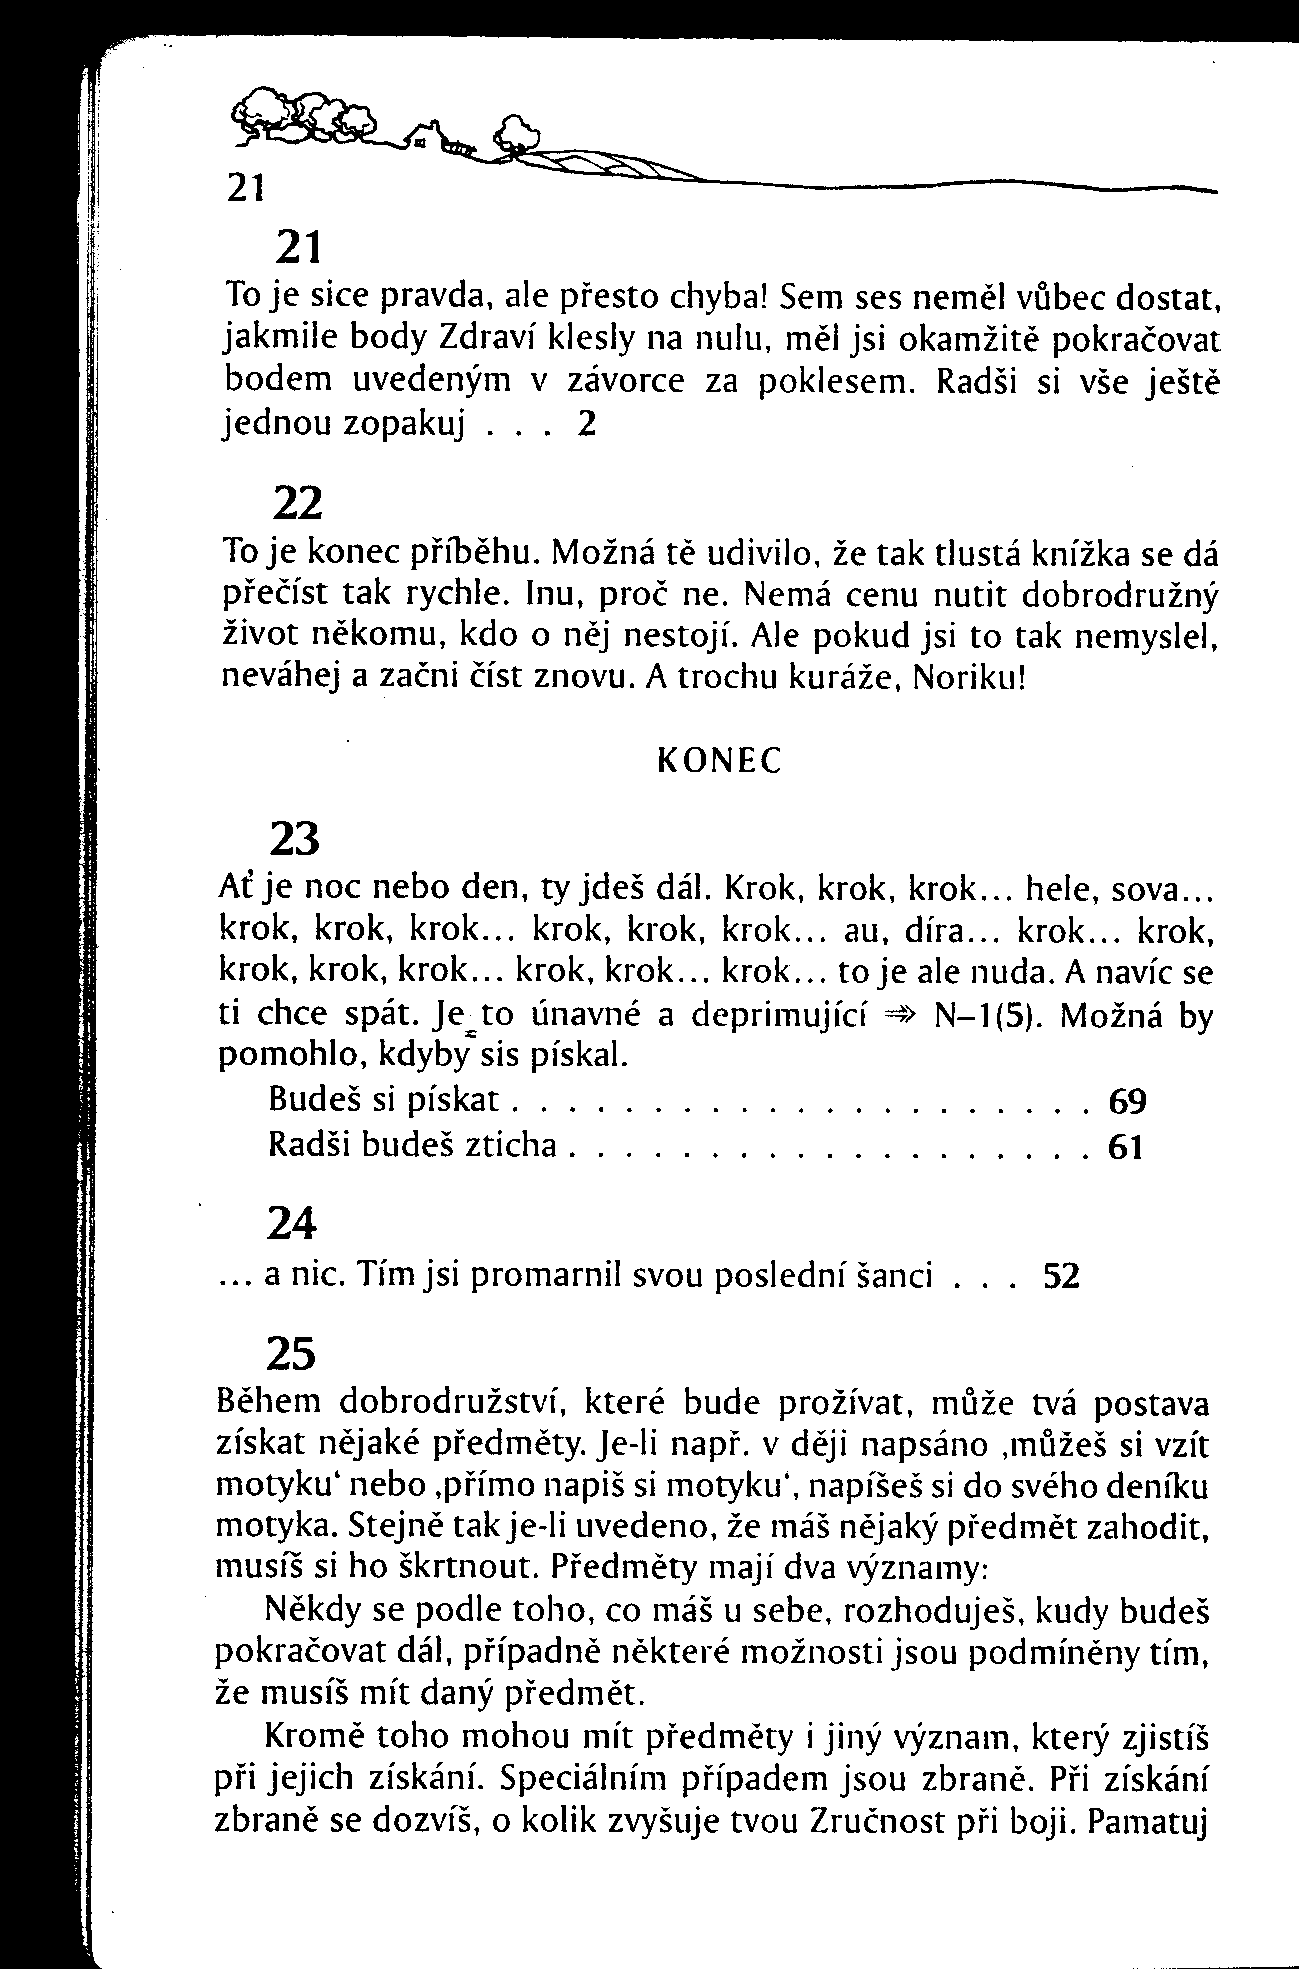 21
21
To je sice pravda, ale přesto chyba! Sem ses neměl vůbec dostat,
jakmile body Zdraví klesly na nulu, měl jsi okamžitě pokračovat
bodem uvedeným v závorce za poklesem. Radši si vše ještě
jednou zopakuj . . . 2
22
To je konec příběhu. Možná tě udivilo, že tak tlustá knížka se dá
přečíst tak rychle. Inu, proč ne. Nemá cenu nutit dobrodružný
život někomu, kdo o něj nestojí. Ale pokud jsi to tak nemyslel,
neváhej a začni číst znovu. A trochu kuráže, Noriku!
KONEC
23
Ať je noc nebo den, ty jdeš dál. Krok, krok, krok... hele, sova...
krok, krok, krok... krok, krok, krok... au, díra... krok... krok,
krok, krok, krok... krok, krok... krok... to je ale nuda. A navíc se
ti chce spát. Je to únavné a deprimující ⇒ N–1(5). Možná by
pomohlo, kdyby sis pískal.
Budeš si pískat . . . . . . . . . . . . . . . . . . . . . 69
Radši budeš zticha . . . . . . . . . . . . . . . . . . . 61
24
... a nic. Tím jsi promarnil svou poslední šanci . . . 52
25
Během dobrodružství, které bude prožívat, může tvá postava
získat nějaké předměty. Je-li např. v ději napsáno ‚můžeš si vzít
motyku‘ nebo ‚přímo napiš si motyku‘, napíšeš si do svého deníku
motyka. Stejně tak je-li uvedeno, že máš nějaký předmět zahodit,
musíš si ho škrtnout. Předměty mají dva významy:
Někdy se podle toho, co máš u sebe, rozhoduješ, kudy budeš
pokračovat dál, případně některé možnosti jsou podmíněny tím,
že musíš mít daný předmět.
Kromě toho mohou mít předměty i jiný význam, který zjistíš
při jejich získání. Speciálním případem jsou zbraně. Při získání
zbraně se dozvíš, o kolik zvyšuje tvou Zručnost při boji. Pamatuj